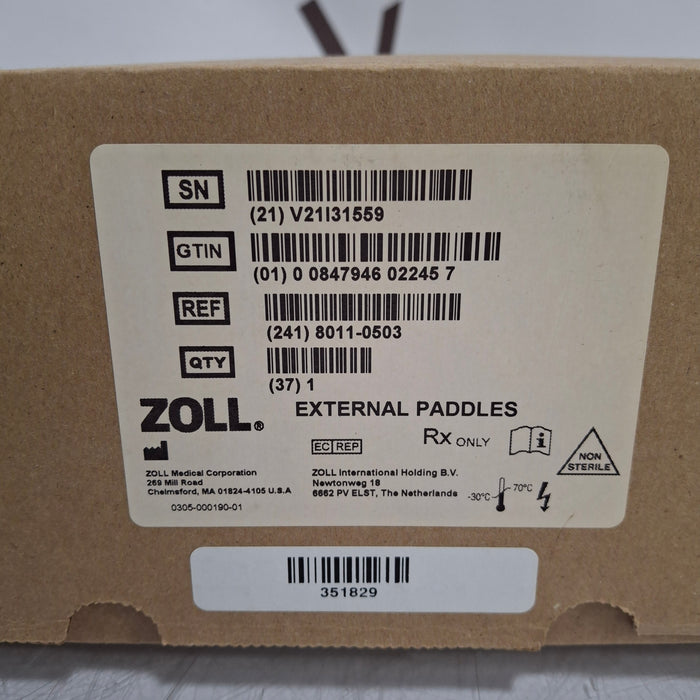 SN
(21) V21I31559
GTIN
(01) 0 0847946 02245 7
REF
(241) 8011-0503
QTY
(37) 1
ZOLL®
EXTERNAL PADDLES
EC REP
Rx ONLY
i
NON
STERILE
ZOLL Medical Corporation
269 Mill Road
Chelmsford, MA 01824-4105 U.S.A
0305-000190-01
ZOLL International Holding B.V.
Newtonweg 18
6662 PV ELST, The Netherlands
-30°C
70°C
351829